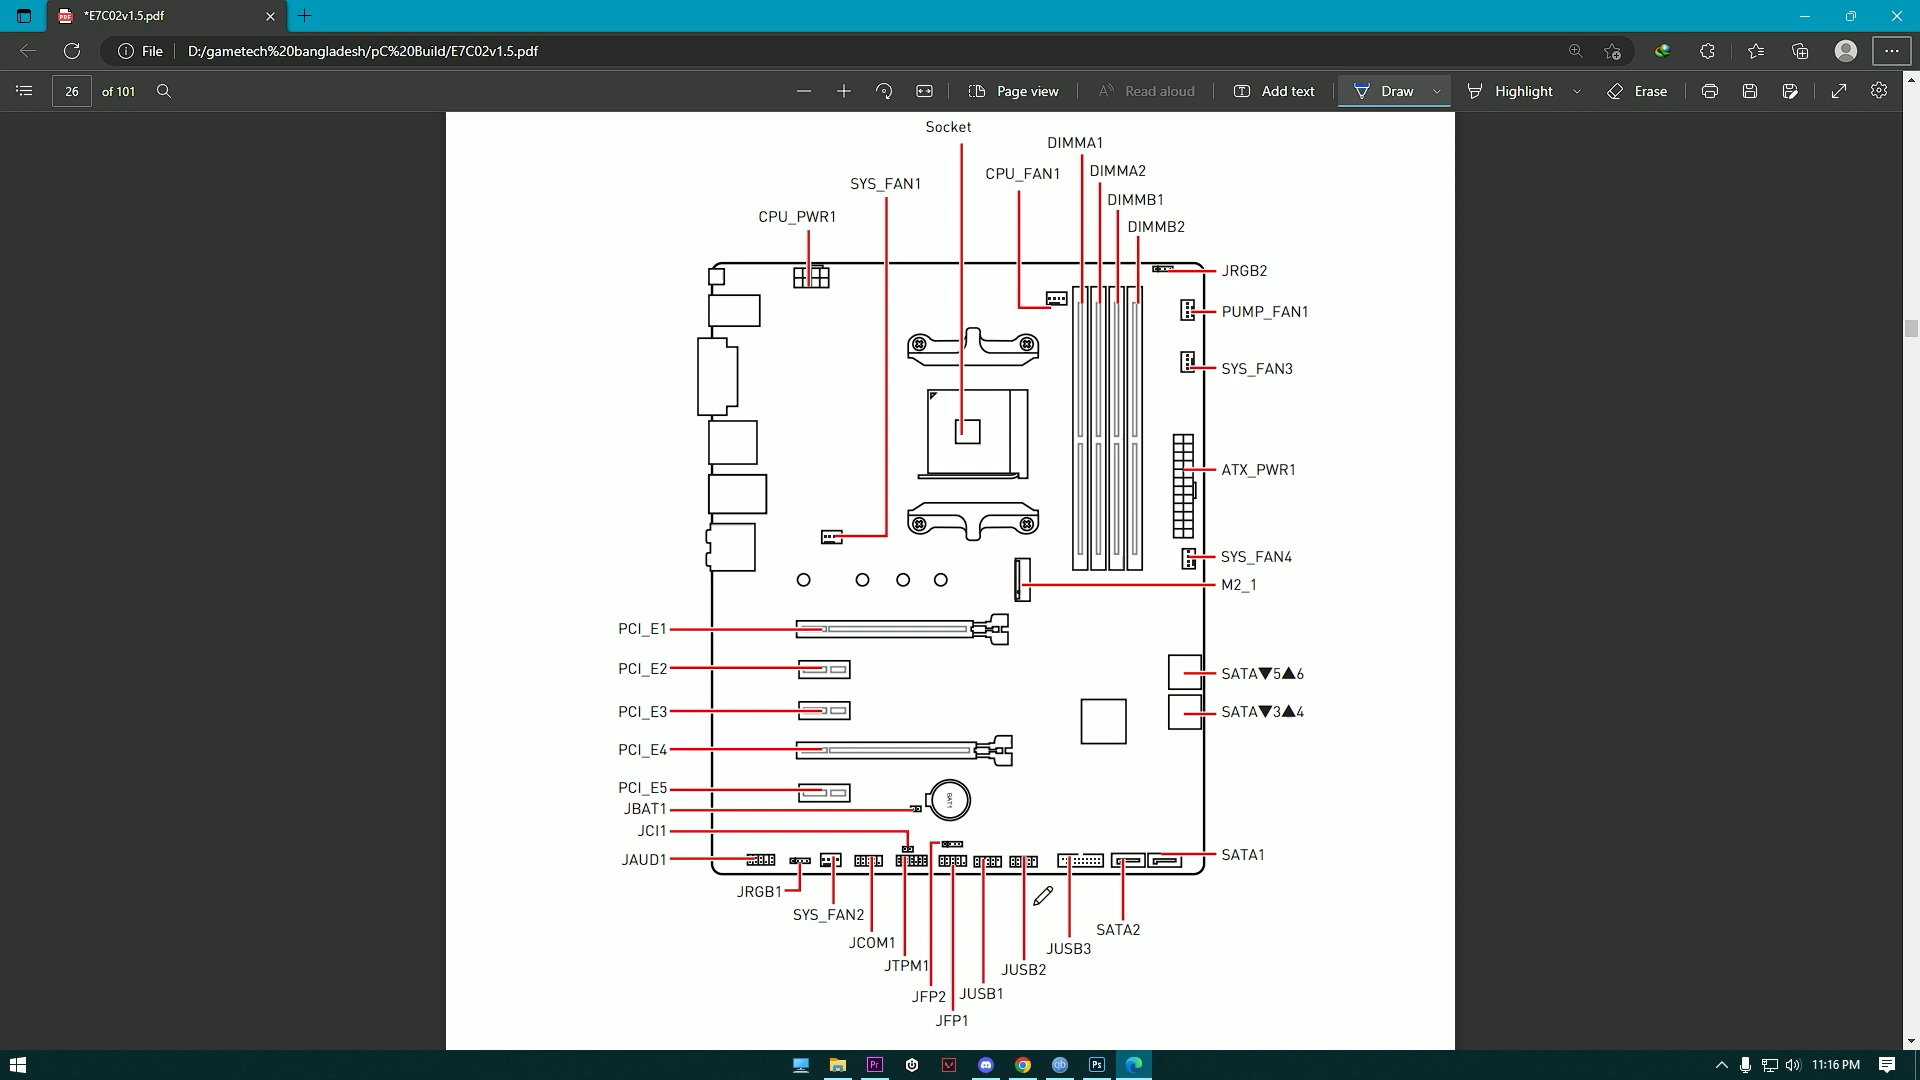 *E7C02v1.5.pdf
File
D:/gametech%20bangladesh/pC%20Build/E7C02v1.5.pdf
26 of 101
Page view
Read aloud
Add text
Draw
Highlight
Erase
Socket
DIMMA1
CPU_FAN1
DIMMA2
SYS_FAN1
DIMMB1
CPU_PWR1
DIMMB2
JRGB2
PUMP_FAN1
SYS_FAN3
ATX_PWR1
SYS_FAN4
M2_1
PCI_E1
PCI_E2
SATA▼5▲6
PCI_E3
SATA▼3▲4
PCI_E4
PCI_E5
BAT1
JBAT1
JCI1
JAUD1
SATA1
JRGB1
SYS_FAN2
SATA2
JCOM1
JUSB3
JTPM1
JUSB2
JFP2
JUSB1
JFP1
11:16 PM